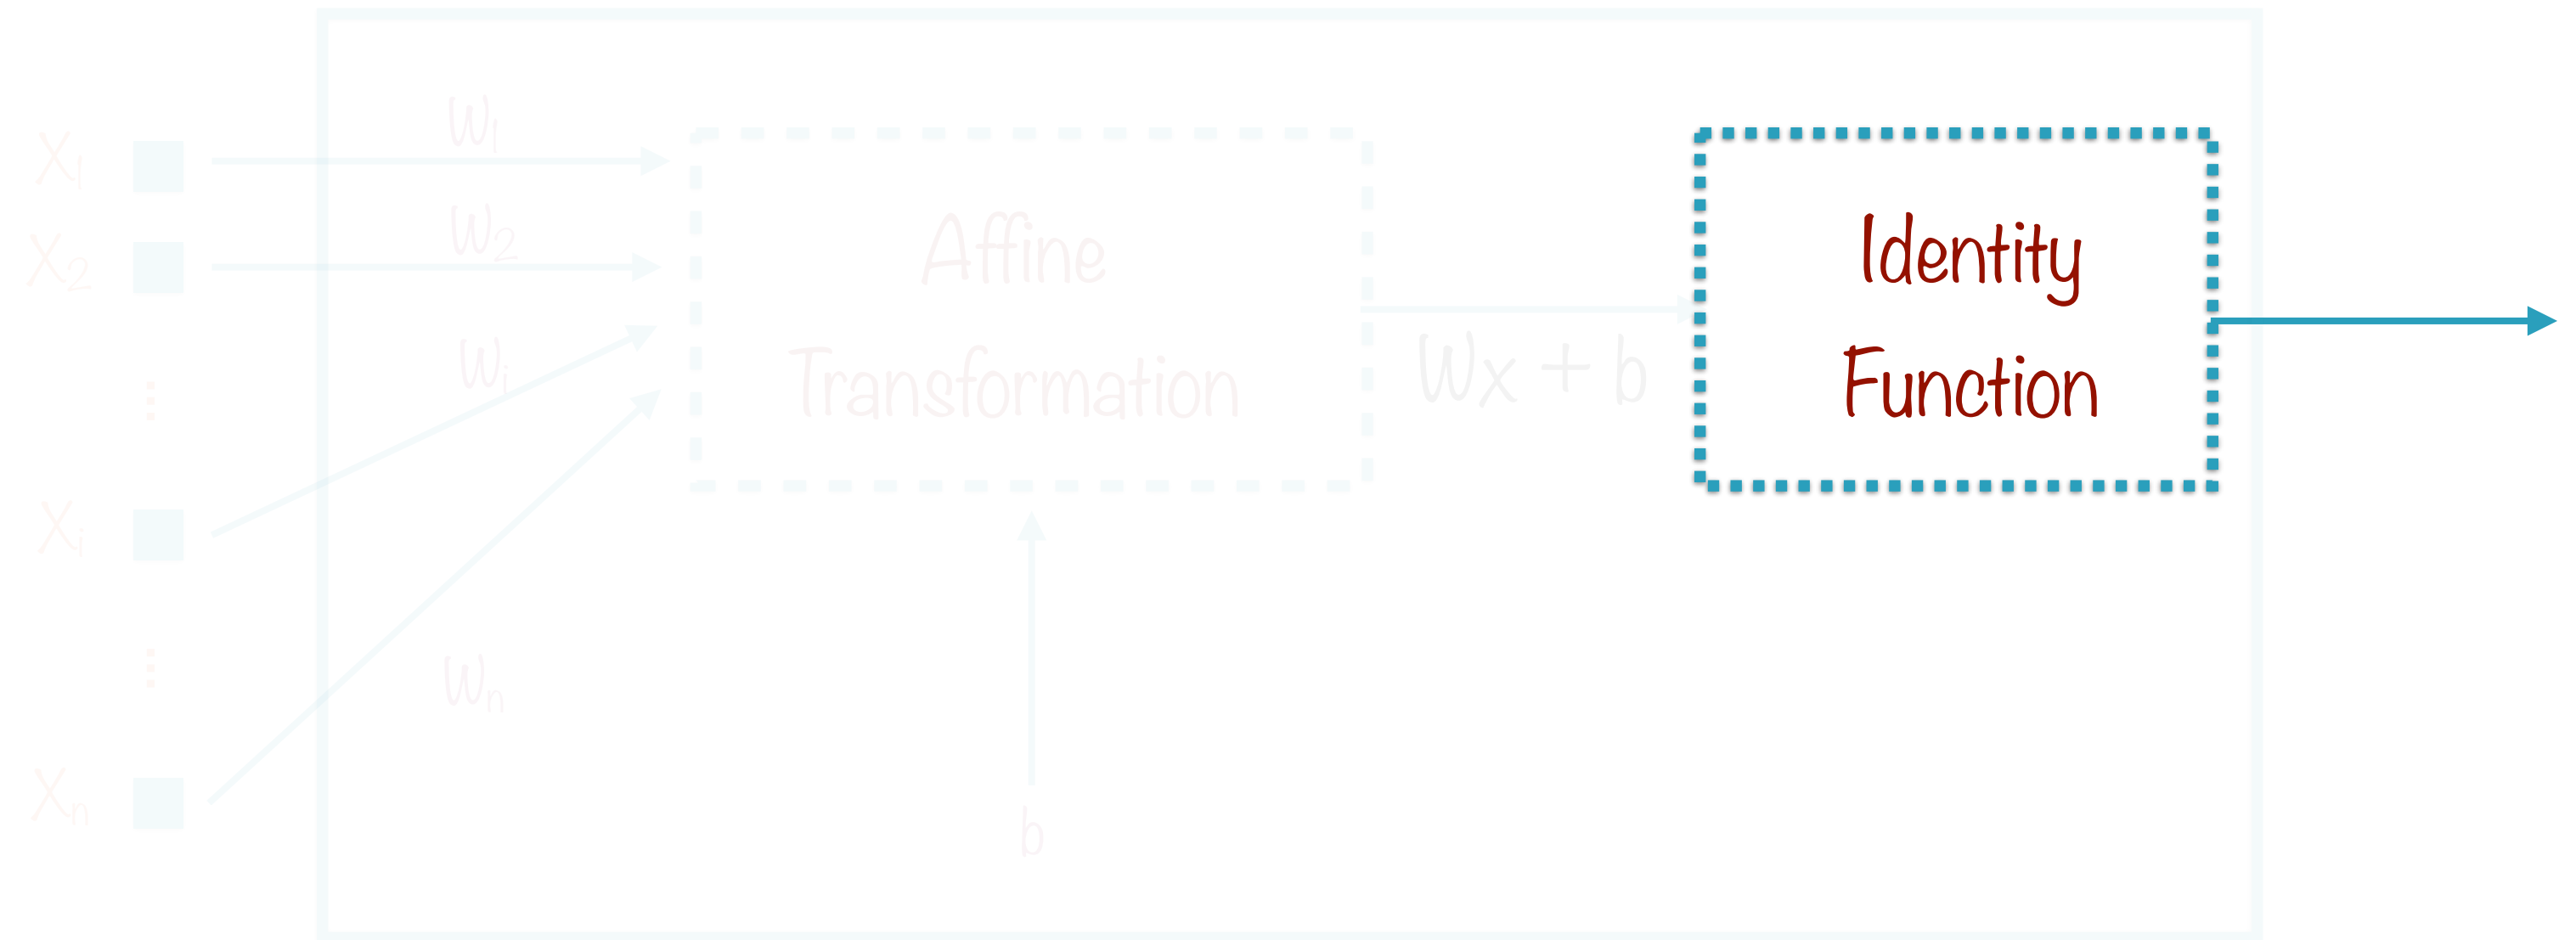 X1
W1
X2
W2
Wi
Xi
Wn
Xn
Affine
Transformation
b
Wx + b
Identity
Function